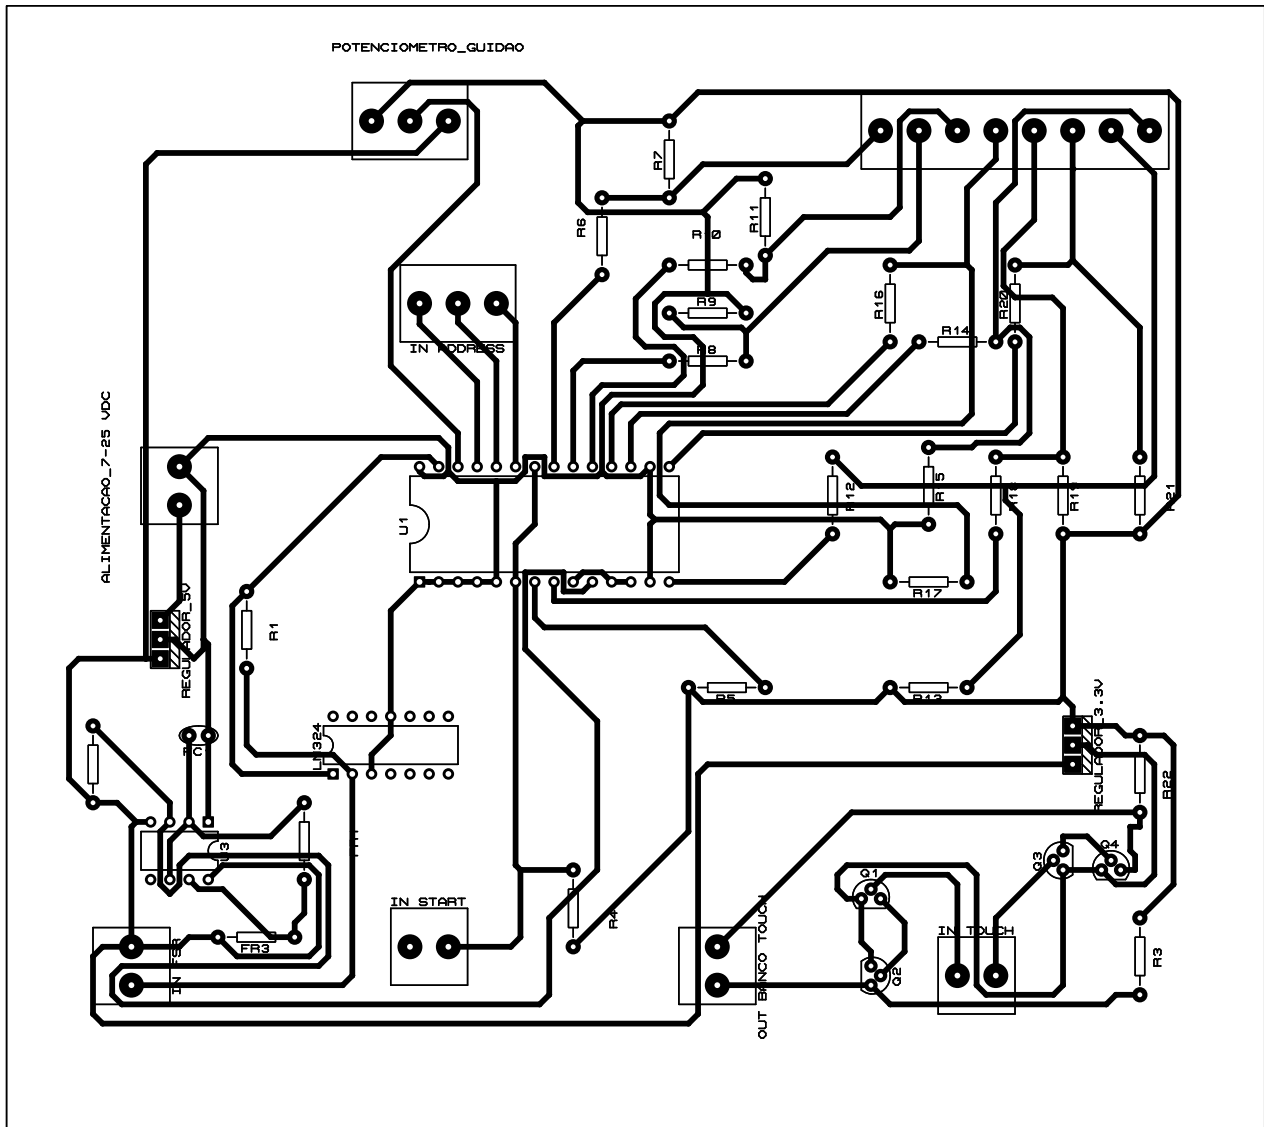 POTENCIOMETRO_GUIDAO
R7
R6
R11
R10
R9
R8
R16
R20
R14
IN ADDRESS
ALIMENTACAO_7-25 VDC
U1
R12
R15
R18
R19
R21
R17
REGULADOR_5V
R1
R5
R13
REGULADOR_3.3V
LM324
R22
U3
FR1
Q3
Q4
Q1
IN START
R4
FR3
IN FSR
OUT BANCO TOUCH
IN TOUCH
Q2
R3